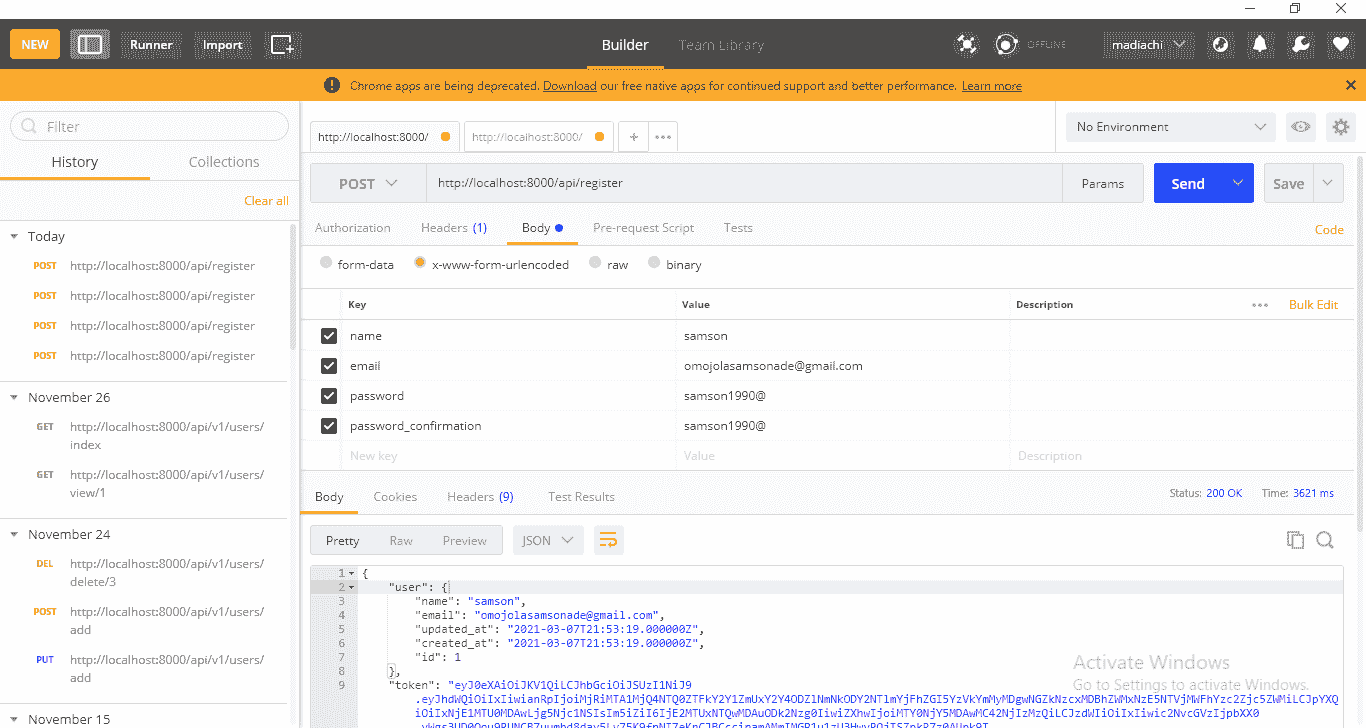 NEW
Runner
Import
Builder
Team Library
OFFLINE
madiachi
Chrome apps are being deprecated. Download our free native apps for continued support and better performance. Learn more
Filter
History
Collections
Clear all
Today
POST http://localhost:8000/api/register
POST http://localhost:8000/api/register
POST http://localhost:8000/api/register
POST http://localhost:8000/api/register
November 26
GET http://localhost:8000/api/v1/users/
index
GET http://localhost:8000/api/v1/users/
view/1
November 24
DEL http://localhost:8000/api/v1/users/
delete/3
POST http://localhost:8000/api/v1/users/
add
PUT http://localhost:8000/api/v1/users/
add
November 15
http://localhost:8000/
http://localhost:8000/
+
No Environment
POST
http://localhost:8000/api/register
Params
Send
Save
Authorization
Headers (1)
Body
Pre-request Script
Tests
Code
form-data
x-www-form-urlencoded
raw
binary
Key Value Description
Bulk Edit
name samson
email omojolasamsonade@gmail.com
password samson1990@
password_confirmation samson1990@
New key Value Description
Body
Cookies
Headers (9)
Test Results
Status: 200 OK
Time: 3621 ms
Pretty
Raw
Preview
JSON
1 {
2 "user": {
3 "name": "samson",
4 "email": "omojolasamsonade@gmail.com",
5 "updated_at": "2021-03-07T21:53:19.000000Z",
6 "created_at": "2021-03-07T21:53:19.000000Z",
7 "id": 1
8 },
9 "token": "eyJ0eXAiOiJKV1QiLCJhbGciOiJSUzI1NiJ9
Activate Windows
Go to Settings to activate Windows.